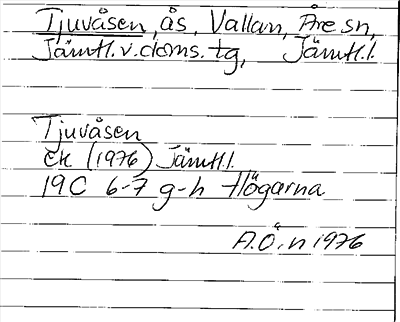 Tjuvåsen, ås, Vallan, Åre sn,
Jämtl.v.doms.tg, Jämtl.l.
Tjuvåsen
EK (1976) Jämtl.l.
19C 6-7 g-h Högarna
A.Ö.n 1976